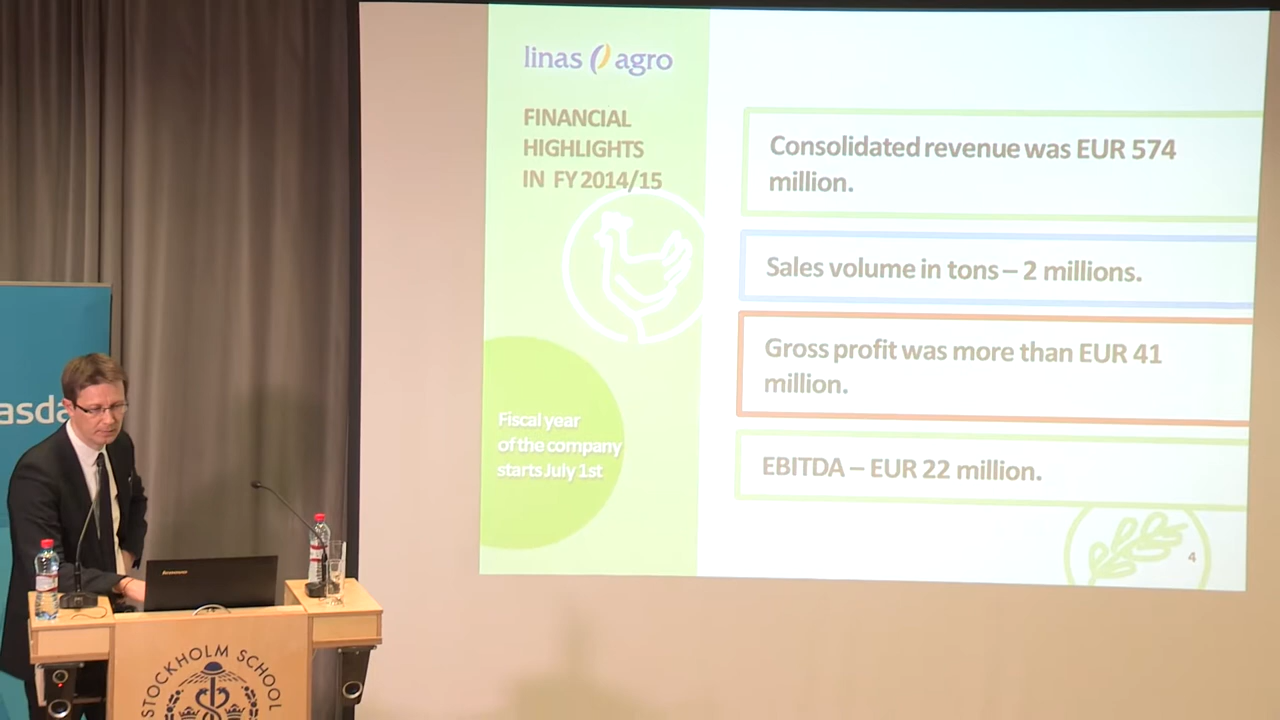 linas agro
FINANCIAL
HIGHLIGHTS
IN FY 2014/15
Consolidated revenue was EUR 574
million.
Sales volume in tons – 2 millions.
Gross profit was more than EUR 41
million.
EBITDA – EUR 22 million.
Fiscal year
of the company
starts July 1st
4
asda
lenovo
STOCKHOLM SCHOOL